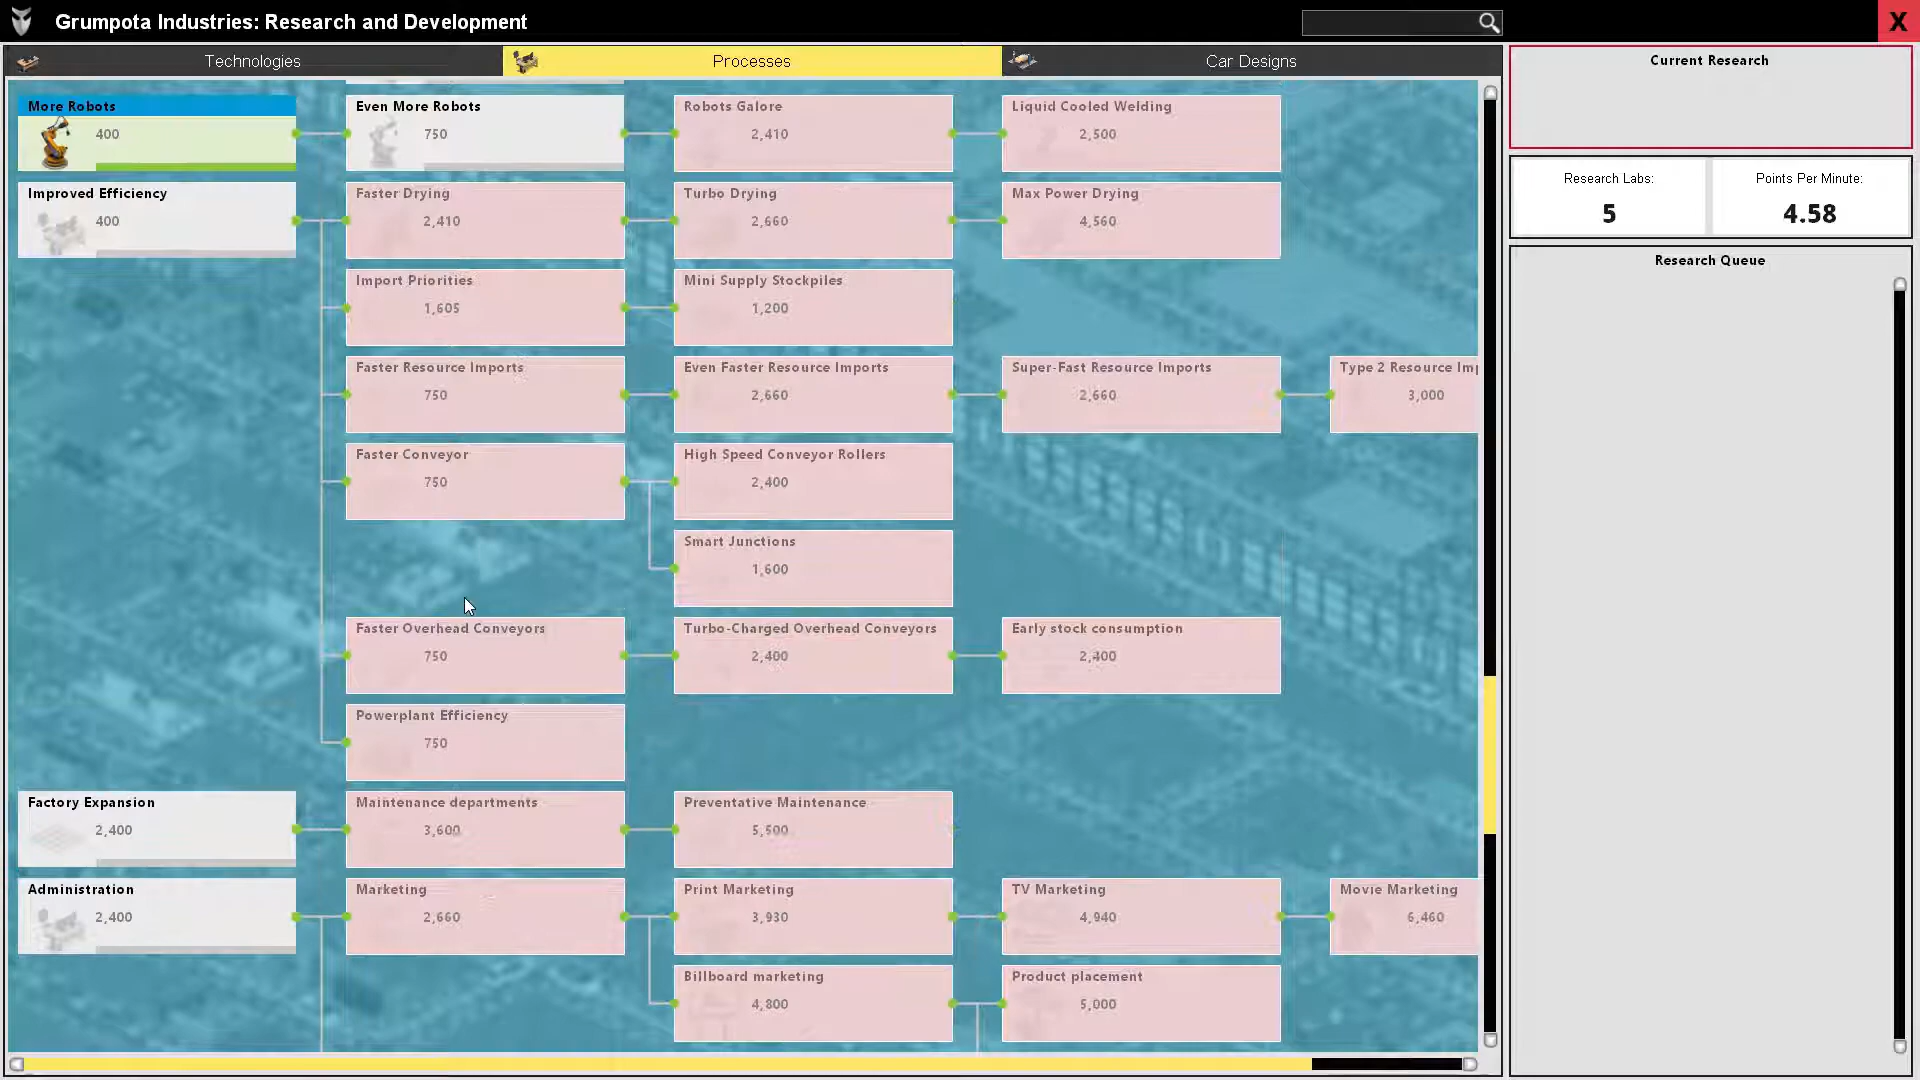 Grumpota Industries: Research and Development
X
Technologies
Processes
Car Designs
Current Research
More Robots
400
Even More Robots
750
Robots Galore
2,410
Liquid Cooled Welding
2,500
Improved Efficiency
400
Faster Drying
2,410
Turbo Drying
2,660
Max Power Drying
4,560
Import Priorities
1,605
Mini Supply Stockpiles
1,200
Faster Resource Imports
750
Even Faster Resource Imports
2,660
Super-Fast Resource Imports
2,660
Type 2 Resource Imp
3,000
Faster Conveyor
750
High Speed Conveyor Rollers
2,400
Smart Junctions
1,600
Faster Overhead Conveyors
750
Turbo-Charged Overhead Conveyors
2,400
Early stock consumption
2,400
Powerplant Efficiency
750
Factory Expansion
2,400
Maintenance departments
3,600
Preventative Maintenance
5,500
Administration
2,400
Marketing
2,660
Print Marketing
3,930
TV Marketing
4,940
Movie Marketing
6,460
Billboard marketing
4,800
Product placement
5,000
Research Labs:
5
Points Per Minute:
4.58
Research Queue